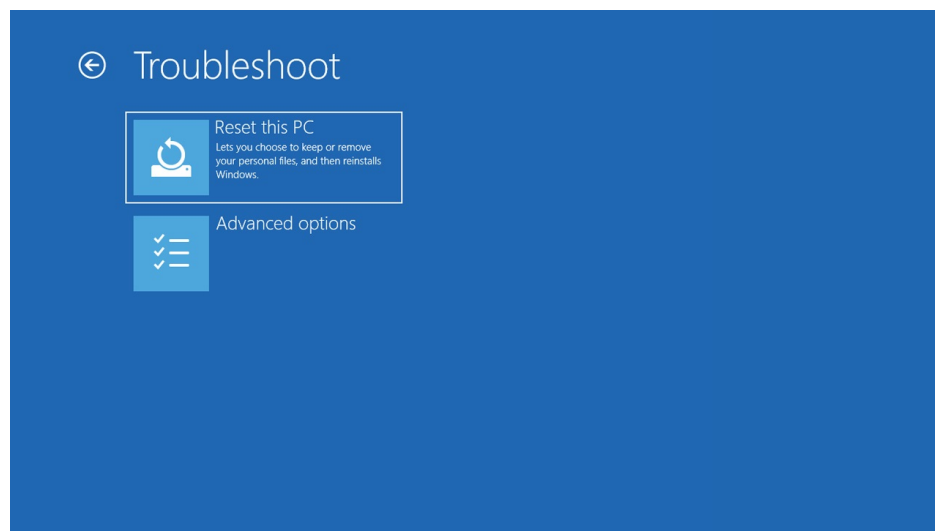 Troubleshoot
Reset this PC
Lets you choose to keep or remove
your personal files, and then reinstalls
Windows.
Advanced options